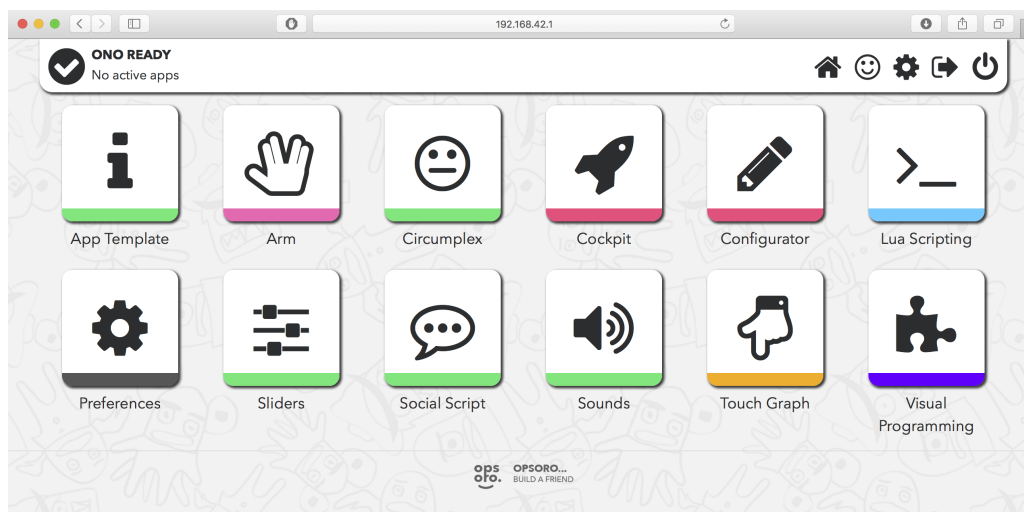 192.168.42.1
ONO READY
No active apps
App Template
Arm
Circumplex
Cockpit
Configurator
Lua Scripting
Preferences
Sliders
Social Script
Sounds
Touch Graph
Visual
Programming
ops
oro.
OPSORO...
BUILD A FRIEND